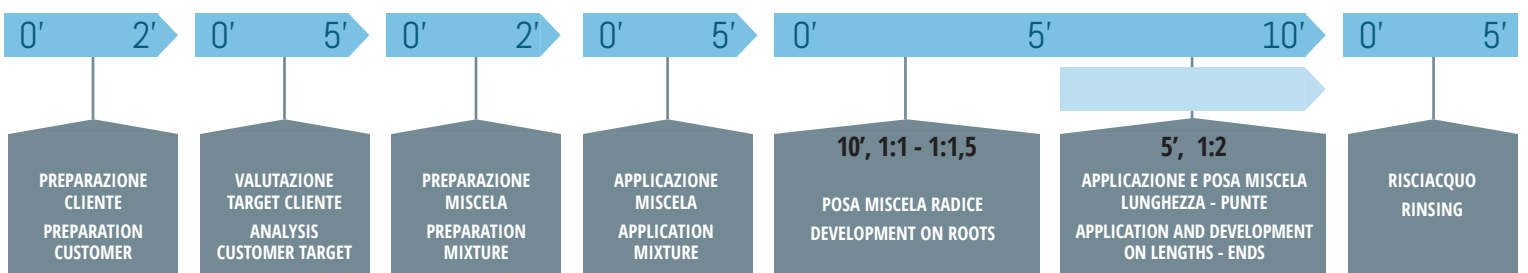 0′ 2′
0′ 5′
0′ 2′
0′ 5′
0′ 5′ 10′
0′ 5′
PREPARAZIONE
CLIENTE
PREPARATION
CUSTOMER
VALUTAZIONE
TARGET CLIENTE
ANALYSIS
CUSTOMER TARGET
PREPARAZIONE
MISCELA
PREPARATION
MIXTURE
APPLICAZIONE
MISCELA
APPLICATION
MIXTURE
10′, 1:1 - 1:1,5
POSA MISCELA RADICE
DEVELOPMENT ON ROOTS
5′, 1:2
APPLICAZIONE E POSA MISCELA
LUNGHEZZA - PUNTE
APPLICATION AND DEVELOPMENT
ON LENGTHS - ENDS
RISCIACQUO
RINSING